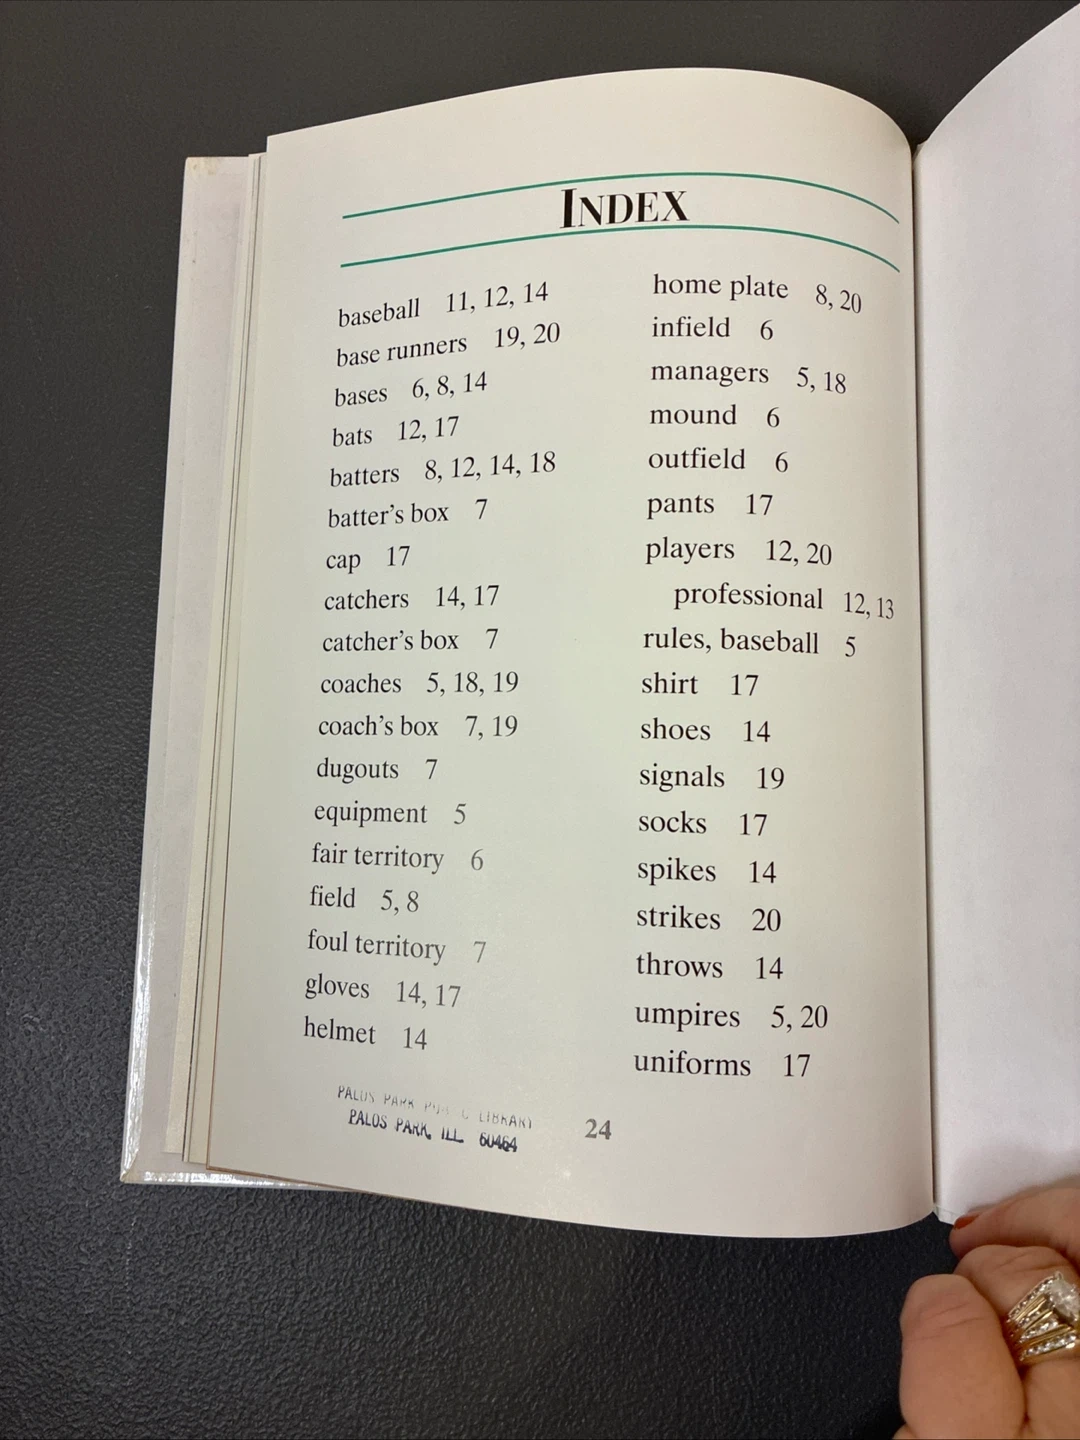 INDEX
baseball 11, 12, 14
base runners 19, 20
bases 6, 8, 14
bats 12, 17
batters 8, 12, 14, 18
batter's box 7
cap 17
catchers 14, 17
catcher's box 7
coaches 5, 18, 19
coach's box 7, 19
dugouts 7
equipment 5
fair territory 6
field 5, 8
foul territory 7
gloves 14, 17
helmet 14
home plate 8, 20
infield 6
managers 5, 18
mound 6
outfield 6
pants 17
players 12, 20
professional 12, 13
rules, baseball 5
shirt 17
shoes 14
signals 19
socks 17
spikes 14
strikes 20
throws 14
umpires 5, 20
uniforms 17
PALOS PARK LIBRARY
PALOS PARK, ILL. 60464
24